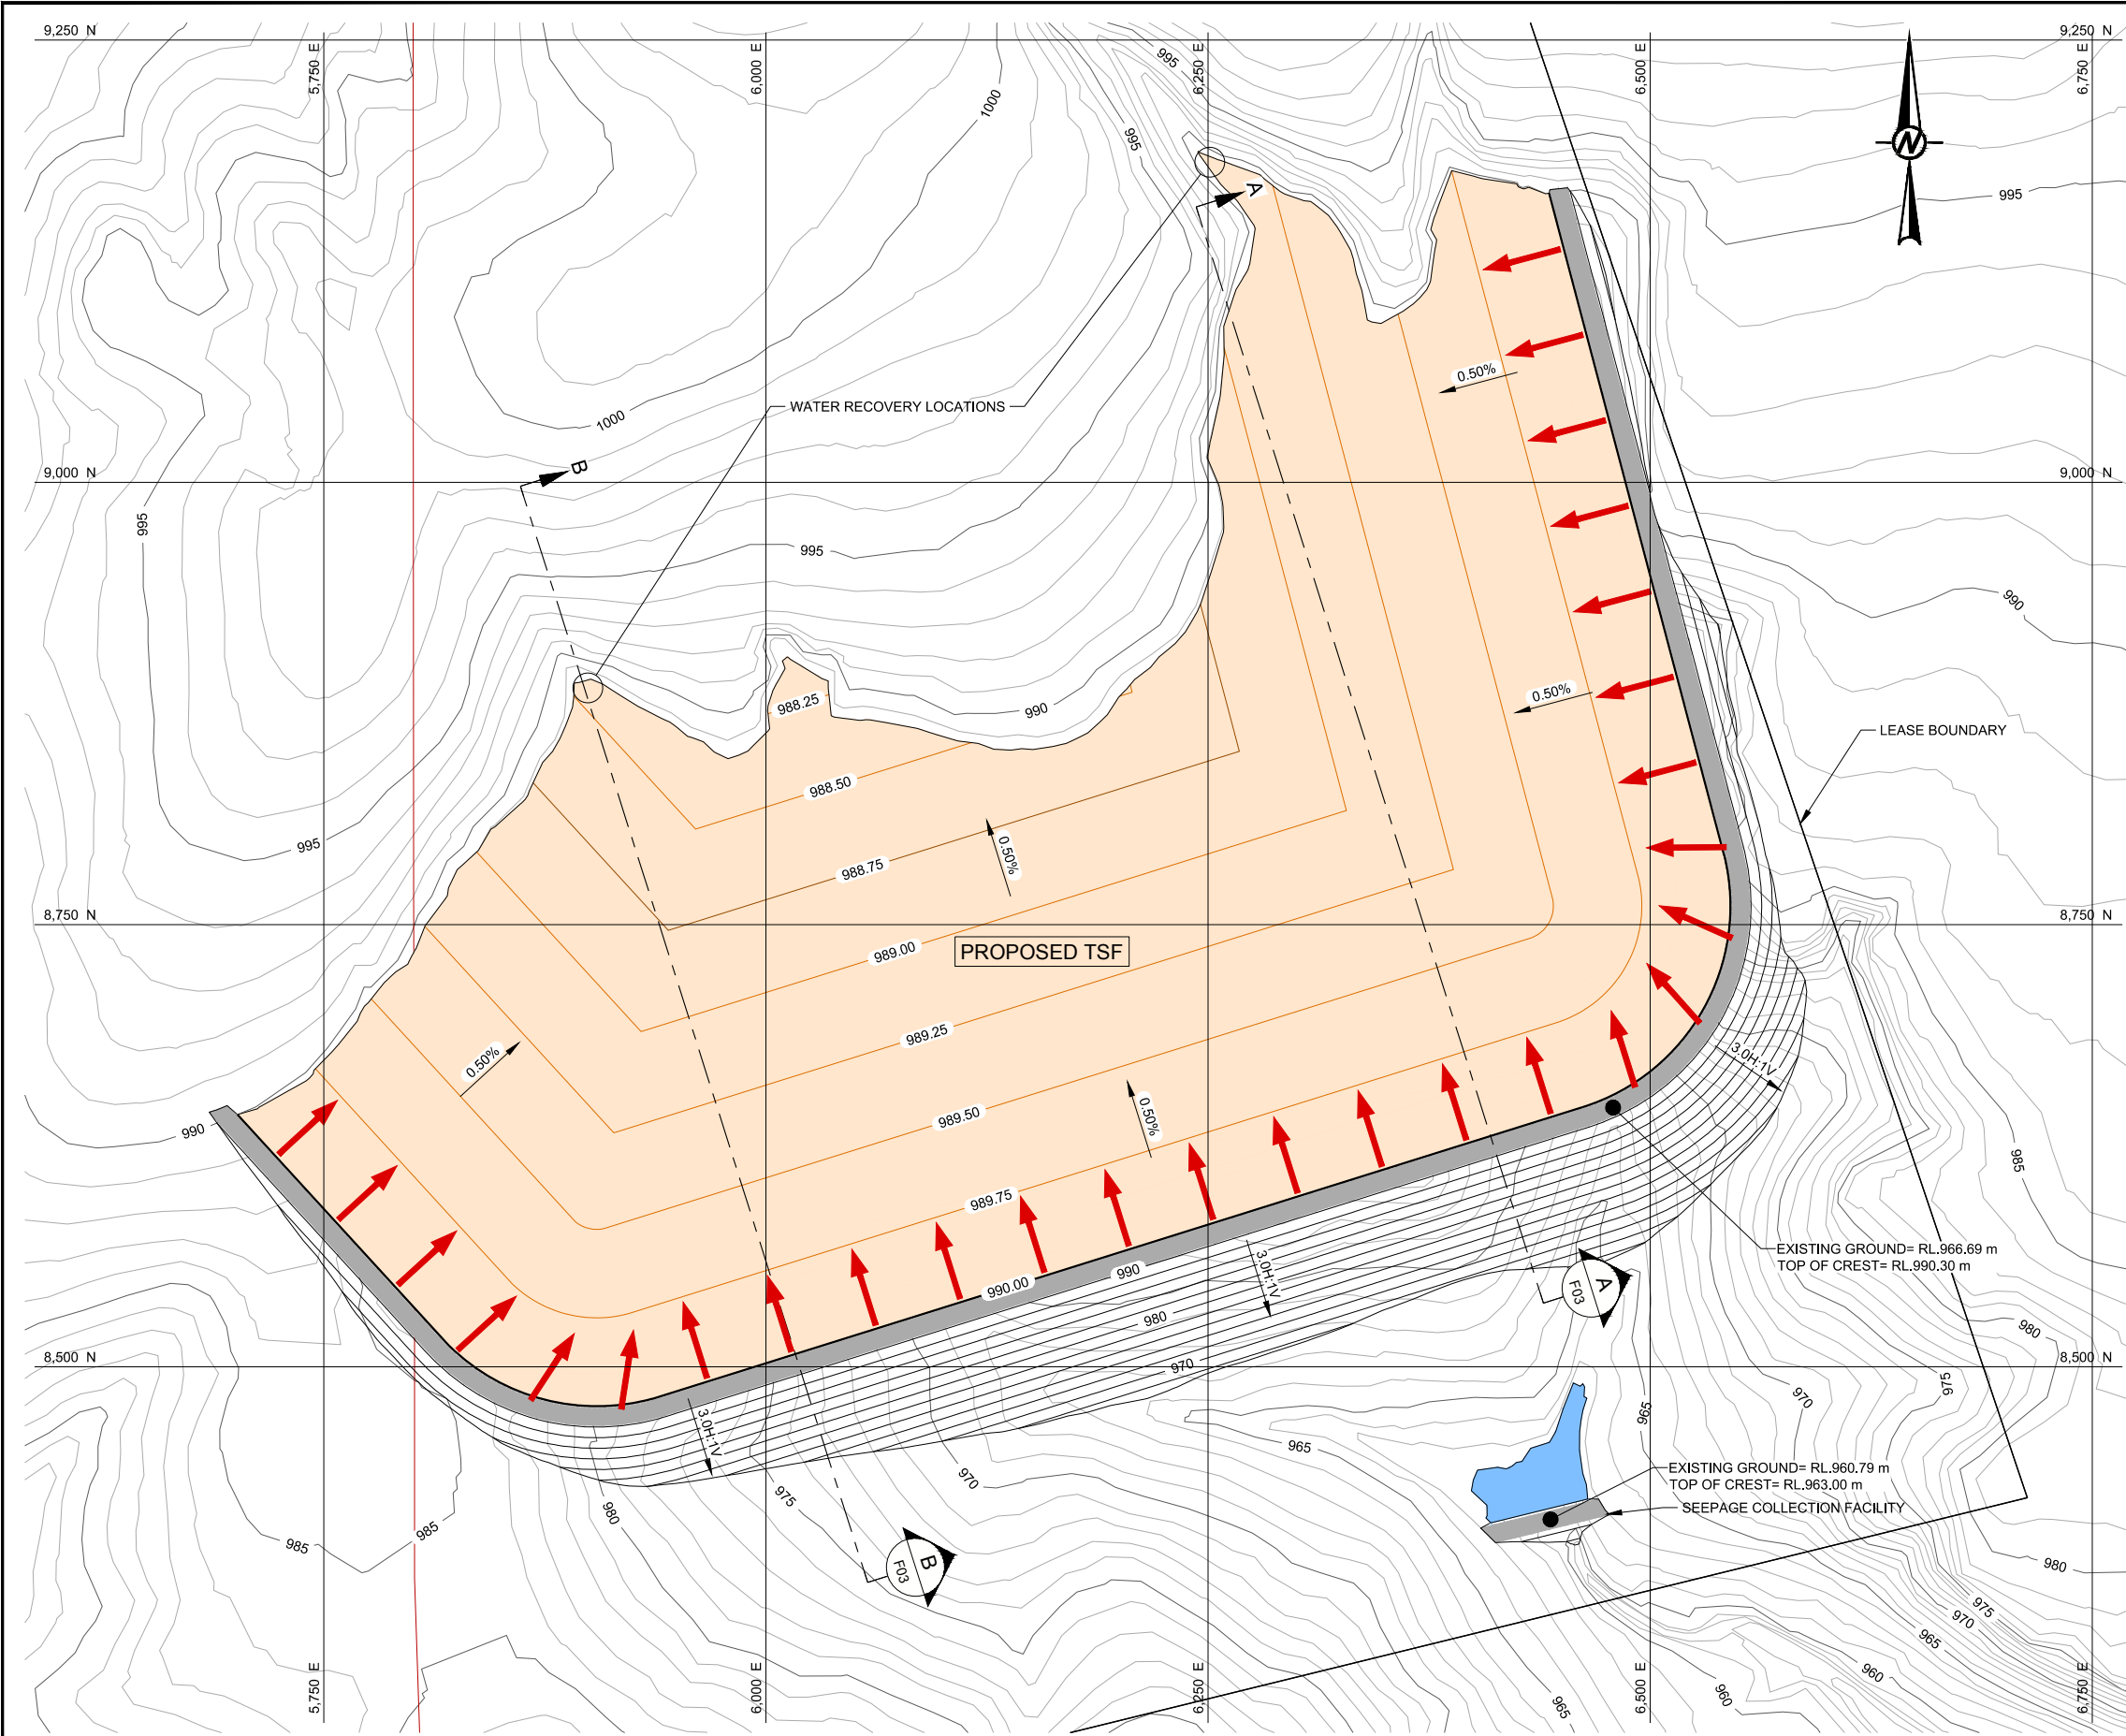 9,250 N
9,250 N
5,750 E
6,000 E
6,250 E
6,500 E
6,750 E
995
1000
995
N
A
995
0.50%
1000
WATER RECOVERY LOCATIONS
9,000 N
9,000 N
B
995
995
990
988.25
990
0.50%
LEASE BOUNDARY
988.50
995
988.75
0.50%
8,750 N
8,750 N
989.00
PROPOSED TSF
989.25
0.50%
3.0H:1V
989.50
0.50%
990
985
989.75
EXISTING GROUND= RL.966.69 m
TOP OF CREST= RL.990.30 m
990
990.00
3.0H:1V
A
F03
980
980
8,500 N
8,500 N
970
975
970
965
3.0H:1V
965
970
EXISTING GROUND= RL.960.79 m
TOP OF CREST= RL.963.00 m
975
980
SEEPAGE COLLECTION FACILITY
985
985
B
F03
980
975
970
965
960
960
965
5,750 E
6,000 E
6,250 E
6,500 E
6,750 E